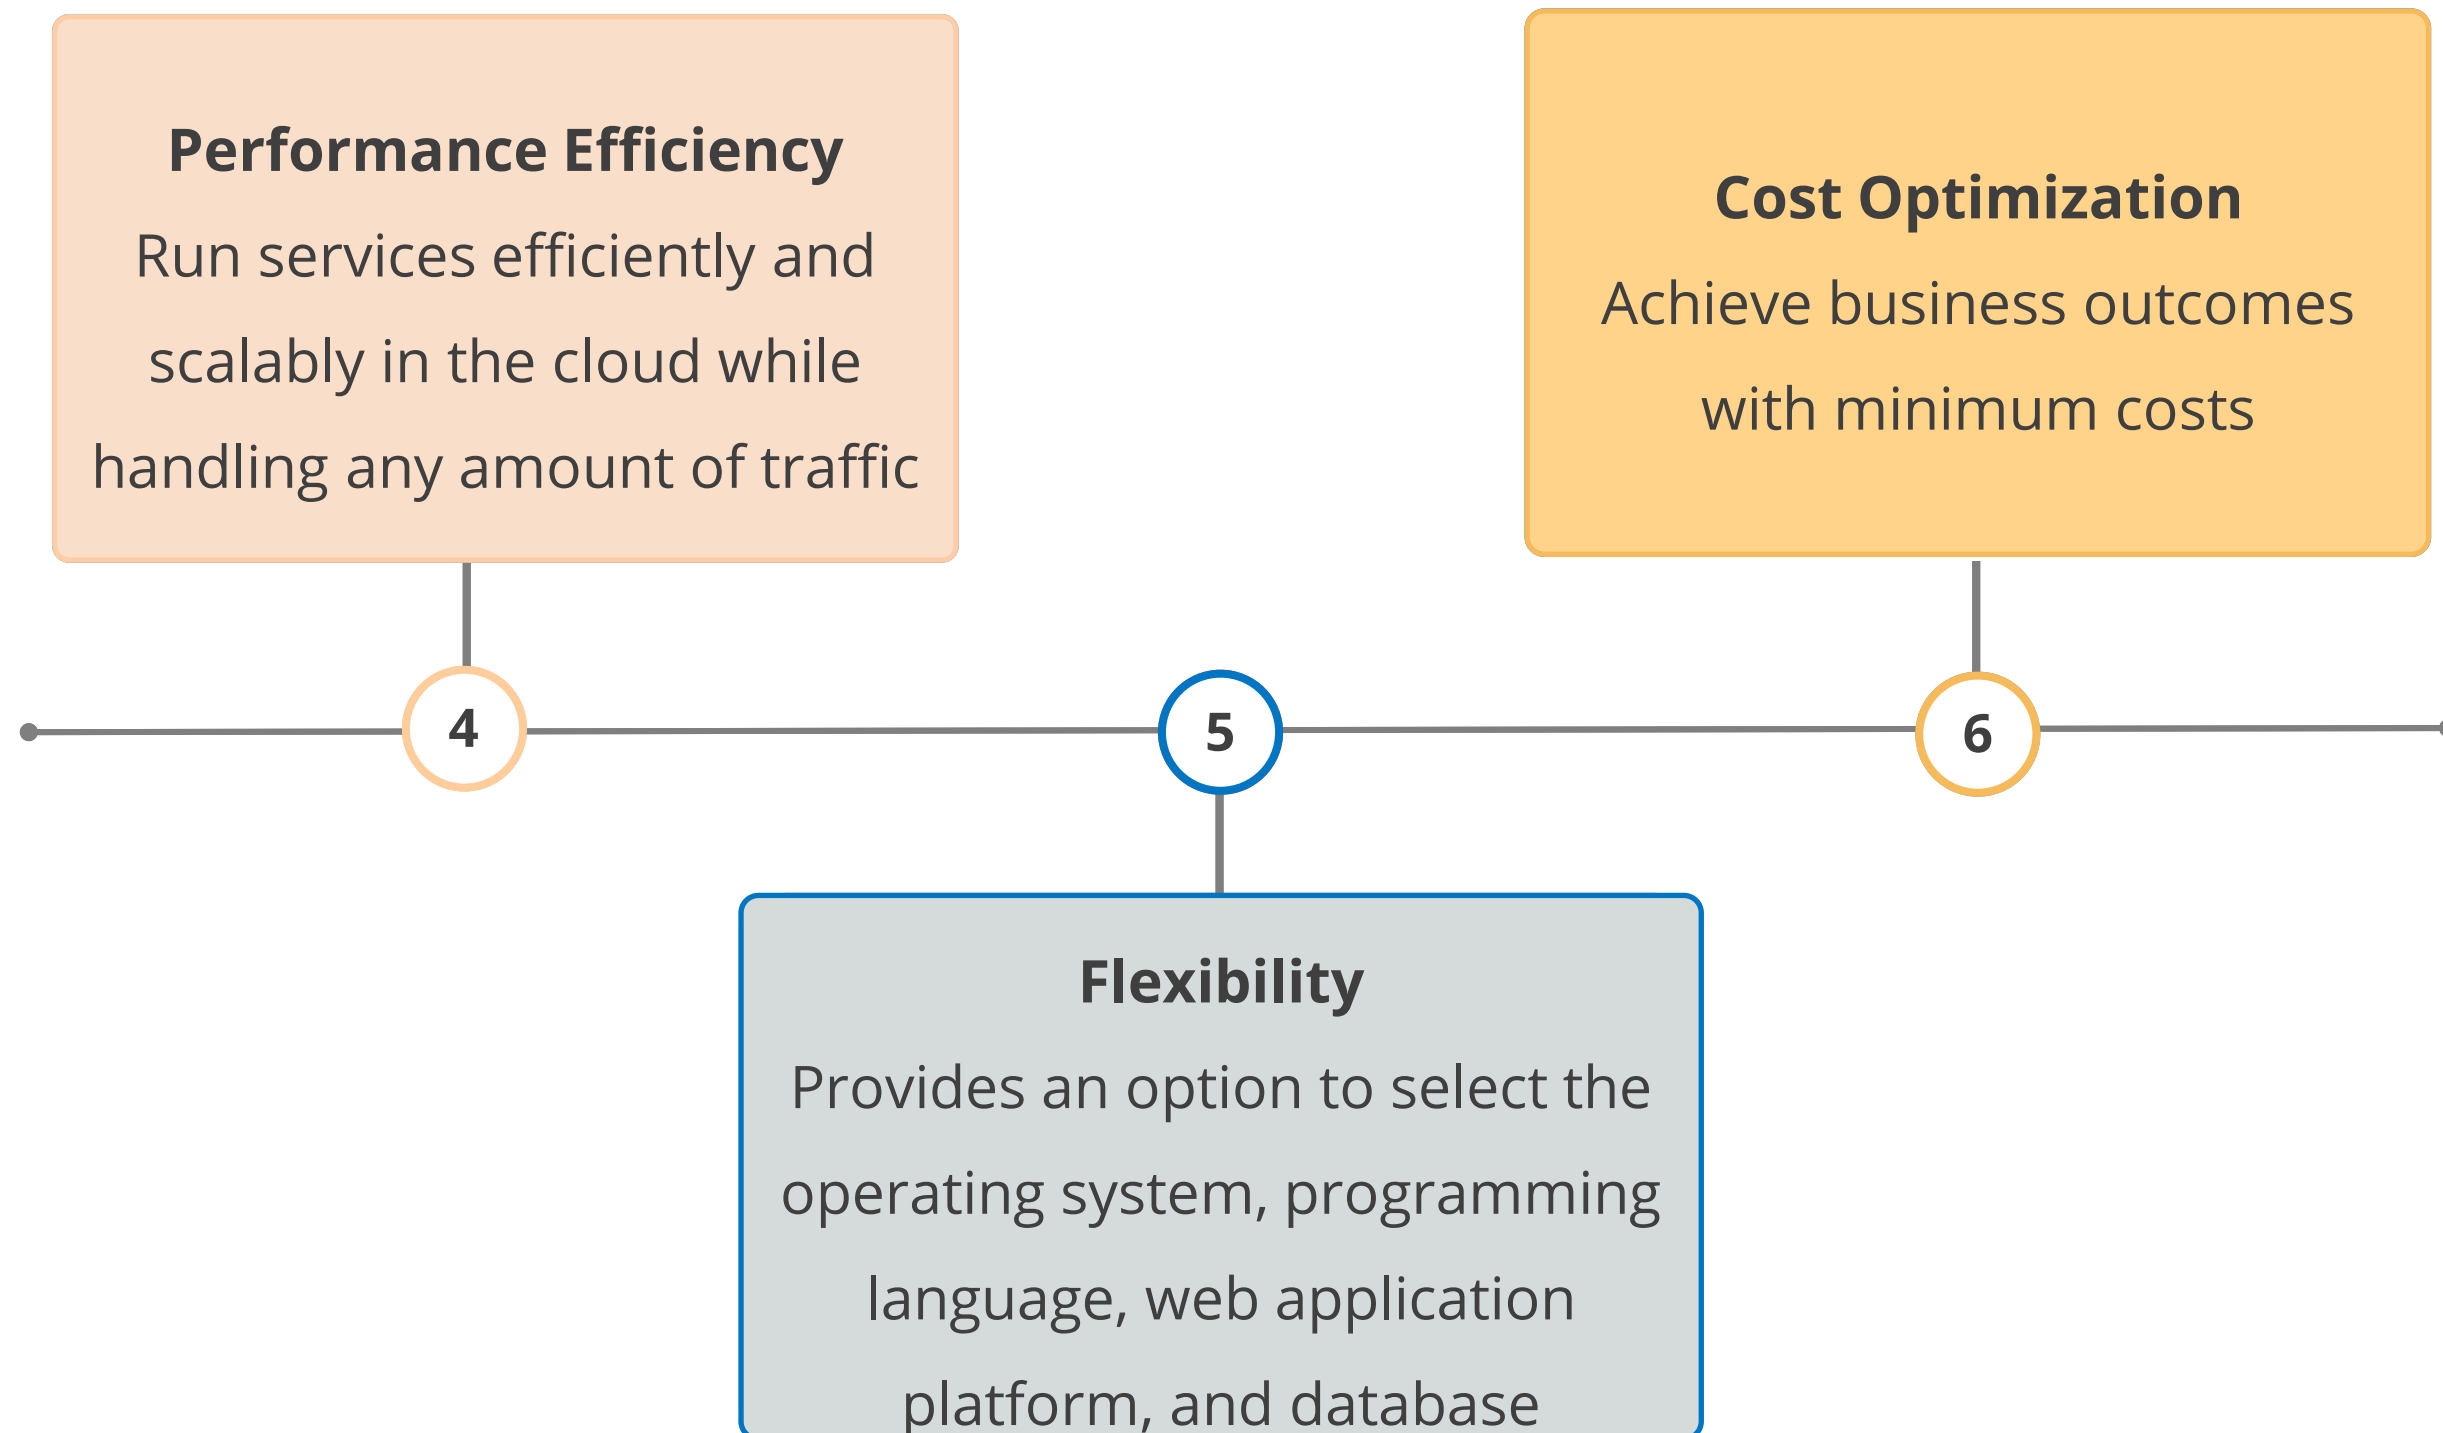 Performance Efficiency
Run services efficiently and
scalably in the cloud while
handling any amount of traffic
Cost Optimization
Achieve business outcomes
with minimum costs
4
5
6
Flexibility
Provides an option to select the
operating system, programming
language, web application
platform, and database